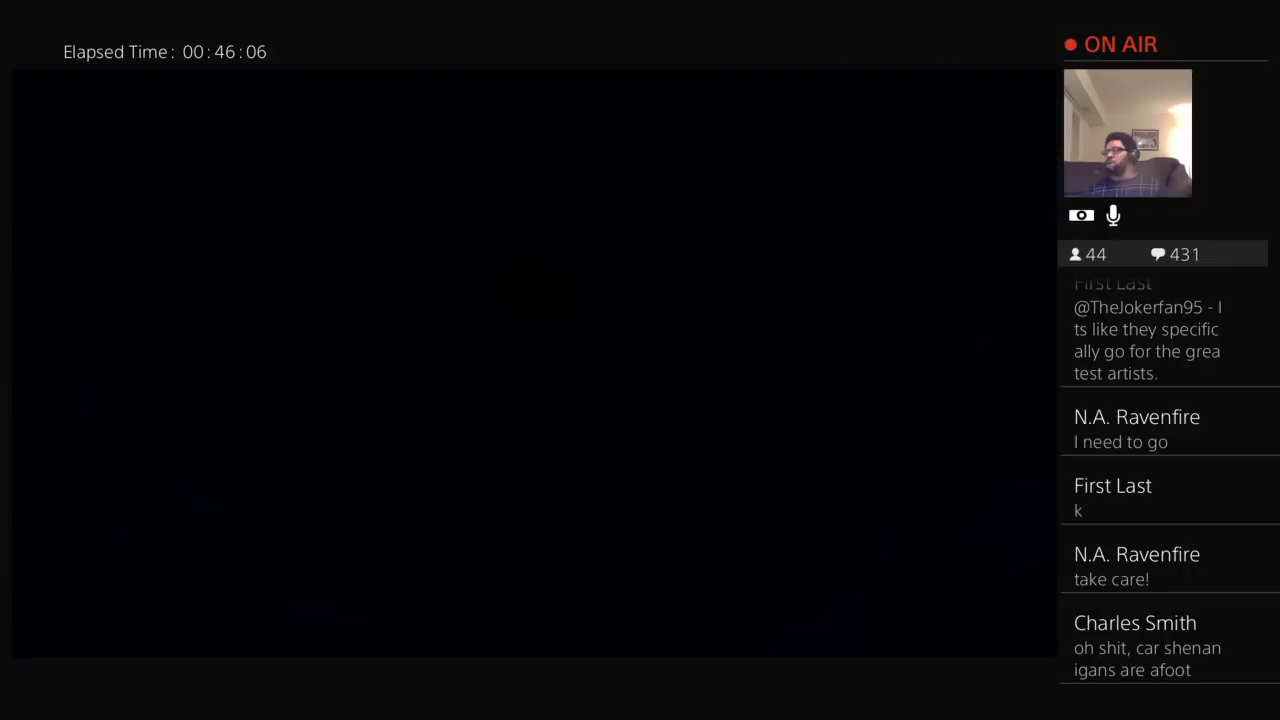 Elapsed Time: 00:46:06
ON AIR
44 431
First Last
@TheJokerfan95 - I
ts like they specific
ally go for the grea
test artists.
N.A. Ravenfire
I need to go
First Last
k
N.A. Ravenfire
take care!
Charles Smith
oh shit, car shenan
igans are afoot